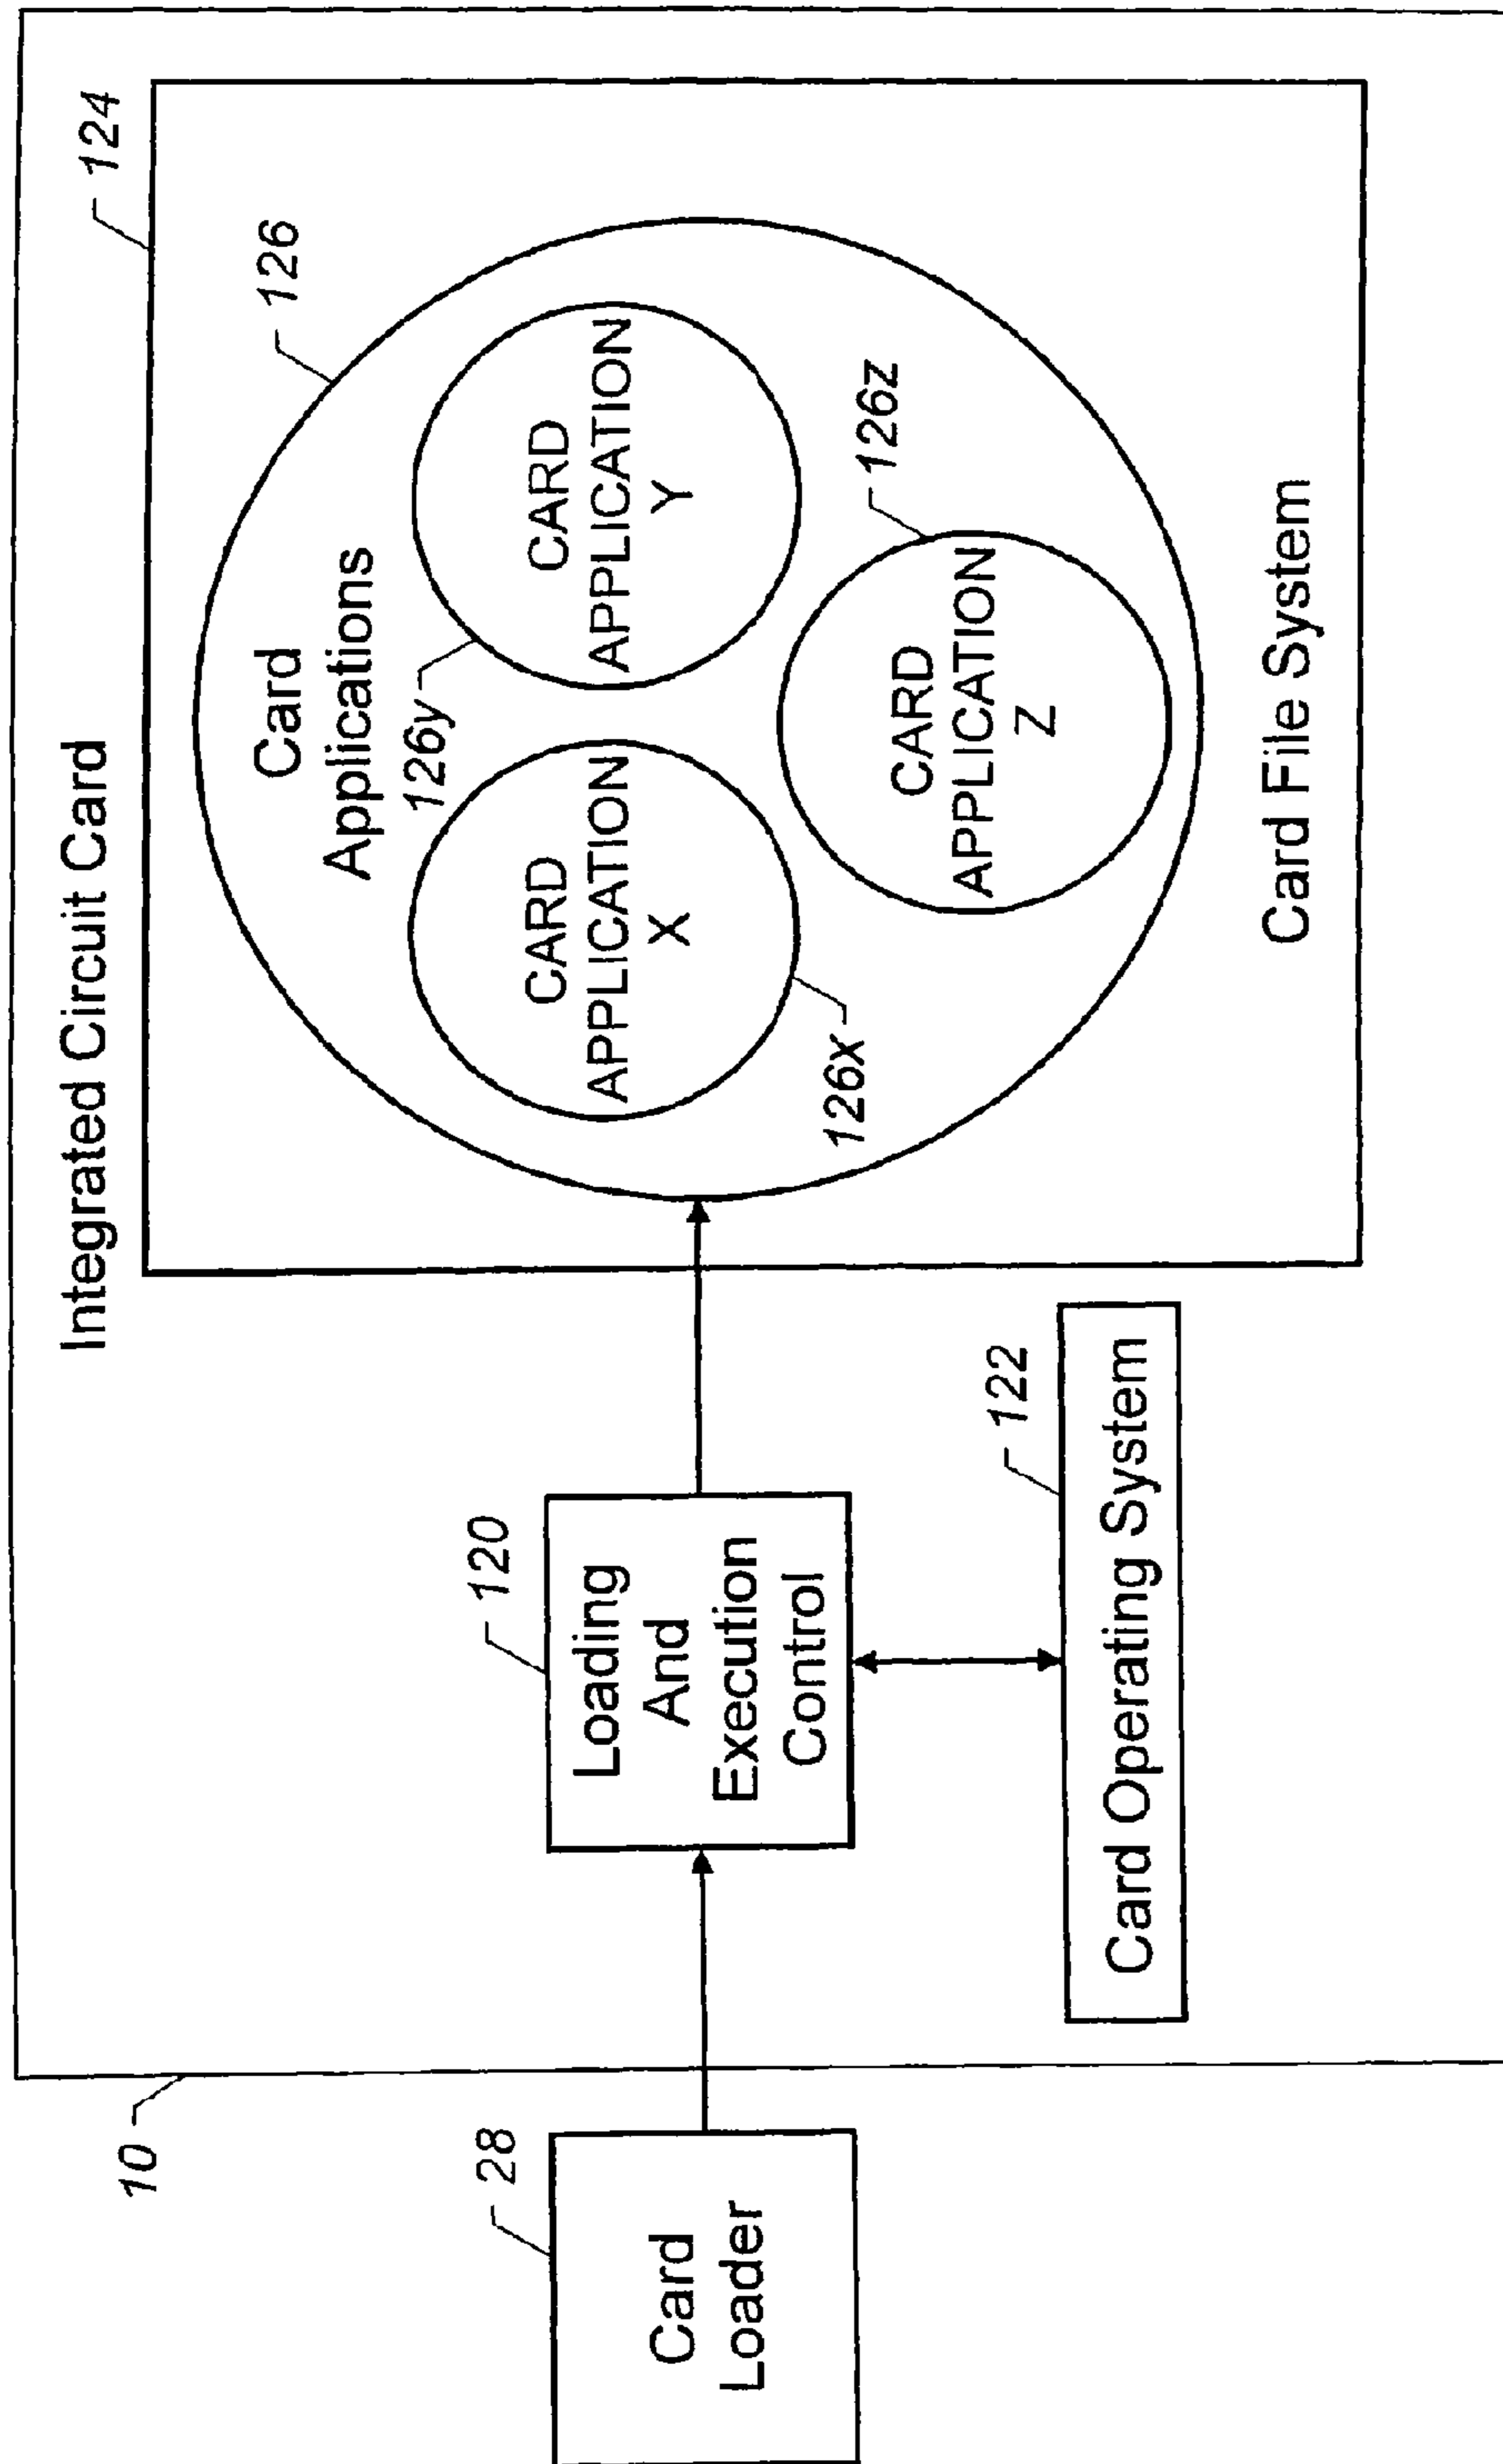 10
Integrated Circuit Card
124
126
Card
Applications
126y
CARD
APPLICATION
X
CARD
APPLICATION
Y
126x
126z
CARD
APPLICATION
Z
Card File System
28
Card
Loader
120
Loading
And
Execution
Control
122
Card Operating System